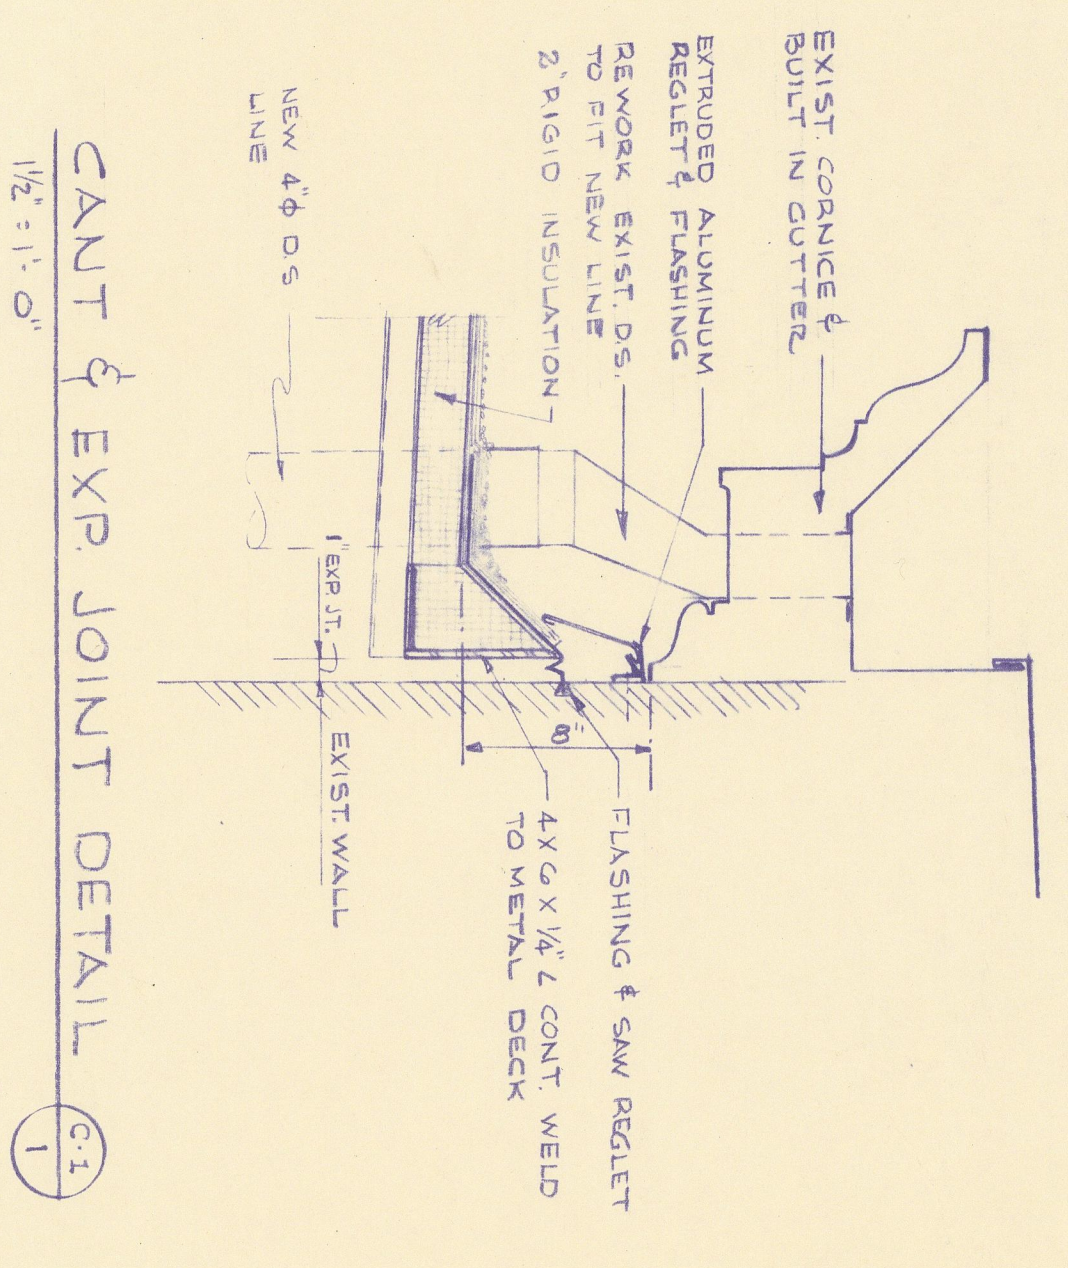 EXIST. CORNICE &
BUILT IN GUTTER
EXTRUDED ALUMINUM
REGLET & FLASHING
REWORK EXIST. D.S.
TO FIT NEW LINE
2" RIGID INSULATION
NEW 4"φ D.S
LINE
1" EXP. JT.
EXIST. WALL
8"
FLASHING & SAW REGLET
4 X 6 X 1/4" L CONT. WELD
TO METAL DECK
CANT & EXP. JOINT DETAIL
1 1/2" = 1'- 0"
C-1
1